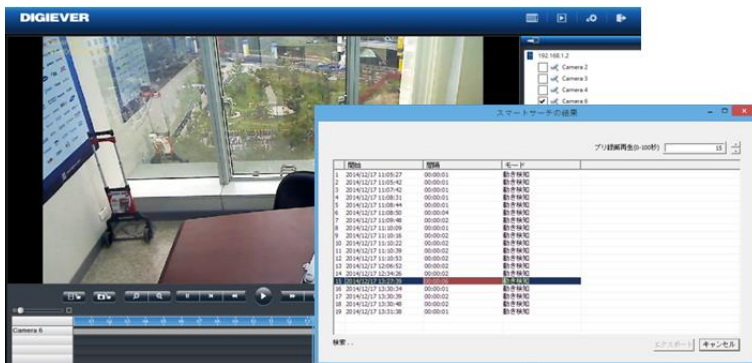 DIGIEVER
192.168.1.2
Camera 2
Camera 3
Camera 4
Camera 6
スマートサーチの結果
プリ録画再生(0-100秒) 15
開始 間隔 モード
1 2014/12/17 11:05:27 00:00:01 動き検知
2 2014/12/17 11:05:42 00:00:01 動き検知
3 2014/12/17 11:07:42 00:00:01 動き検知
4 2014/12/17 11:08:31 00:00:01 動き検知
5 2014/12/17 11:08:44 00:00:01 動き検知
6 2014/12/17 11:08:50 00:00:04 動き検知
7 2014/12/17 11:09:48 00:00:02 動き検知
8 2014/12/17 11:10:09 00:00:01 動き検知
9 2014/12/17 11:10:16 00:00:02 動き検知
10 2014/12/17 11:10:22 00:00:02 動き検知
11 2014/12/17 11:10:39 00:00:02 動き検知
12 2014/12/17 11:10:53 00:00:02 動き検知
13 2014/12/17 12:06:52 00:00:02 動き検知
14 2014/12/17 12:34:26 00:00:02 動き検知
15 2014/12/17 13:27:39 動き検知
16 2014/12/17 13:30:34 00:00:01 動き検知
17 2014/12/17 13:30:39 00:00:02 動き検知
18 2014/12/17 13:30:48 00:00:02 動き検知
19 2014/12/17 13:31:38 00:00:02 動き検知
検索 . .
エクスポート キャンセル
Camera 6